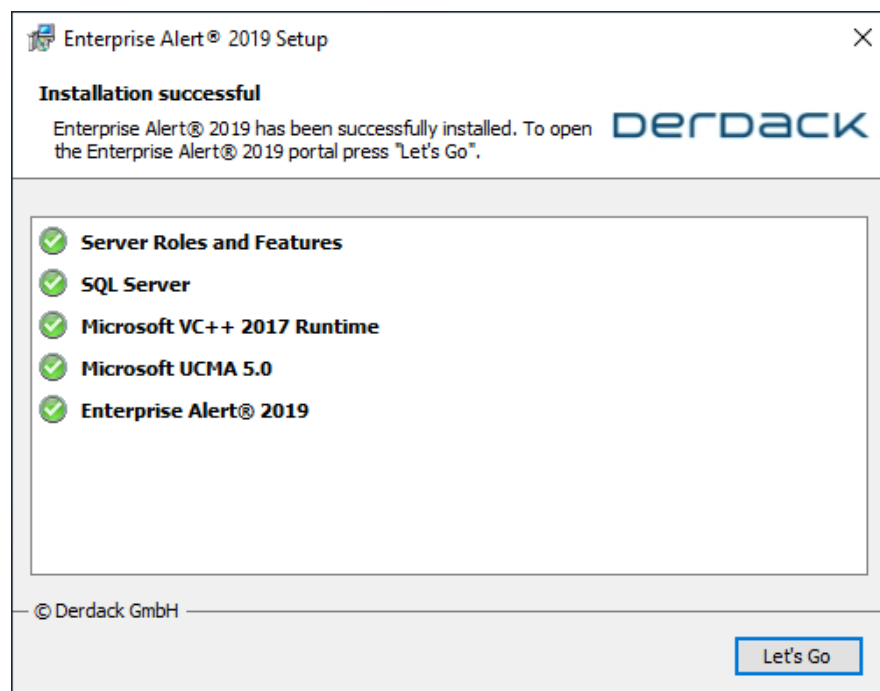 Enterprise Alert® 2019 Setup
Installation successful
Enterprise Alert® 2019 has been successfully installed. To open
the Enterprise Alert® 2019 portal press "Let's Go".
DERDACK
Server Roles and Features
SQL Server
Microsoft VC++ 2017 Runtime
Microsoft UCMA 5.0
Enterprise Alert® 2019
© Derdack GmbH
Let's Go